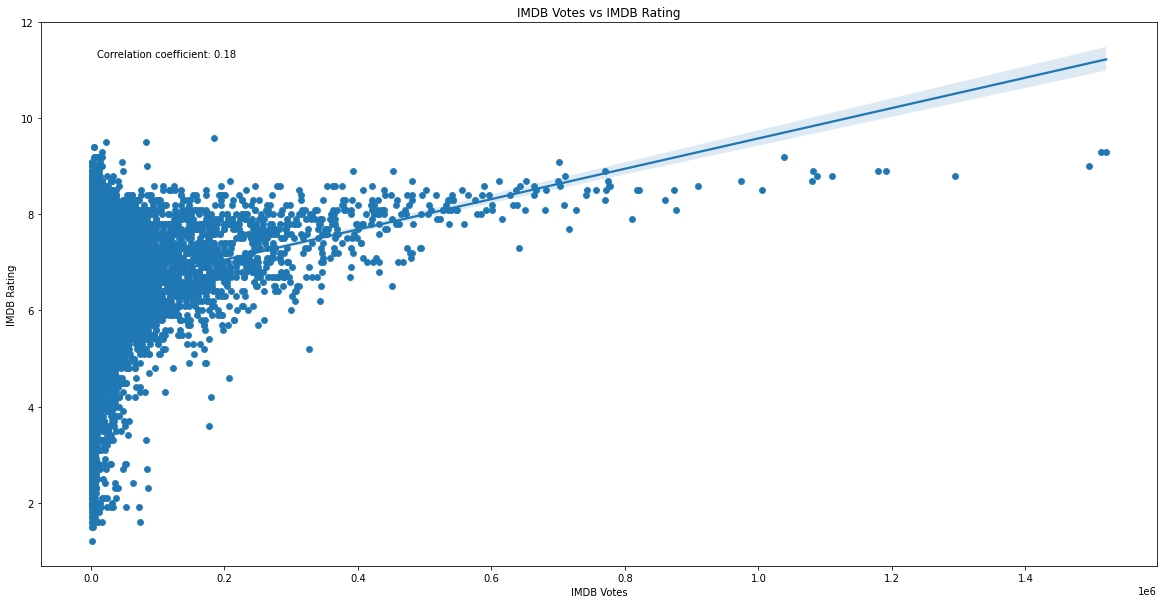 IMDB Votes vs IMDB Rating
12
Correlation coefficient: 0.18
10
8
IMDB Rating
6
4
2
0.0 0.2 0.4 0.6 0.8 1.0 1.2 1.4
IMDB Votes
1e6